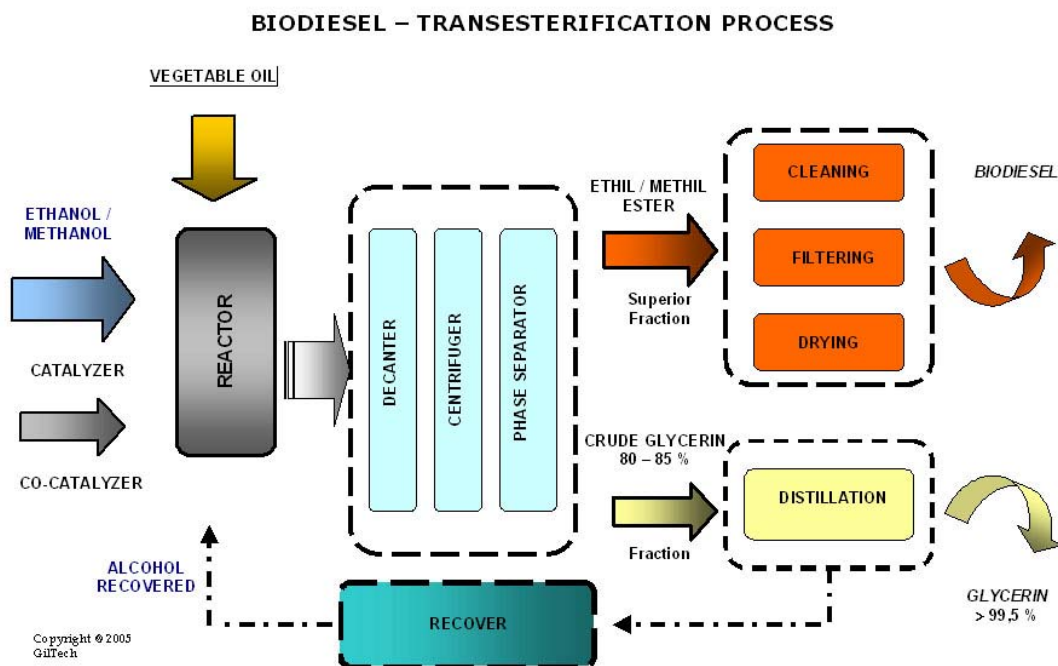 BIODIESEL – TRANSESTERIFICATION PROCESS
VEGETABLE OIL
ETHANOL /
METHANOL
CATALYZER
CO-CATALYZER
REACTOR
DECANTER
CENTRIFUGER
PHASE SEPARATOR
ETHIL / METHIL
ESTER
Superior
Fraction
CLEANING
FILTERING
DRYING
BIODIESEL
CRUDE GLYCERIN
80 – 85 %
Fraction
DISTILLATION
GLYCERIN
> 99,5 %
ALCOHOL
RECOVERED
RECOVER
Copyright © 2005
GilTech